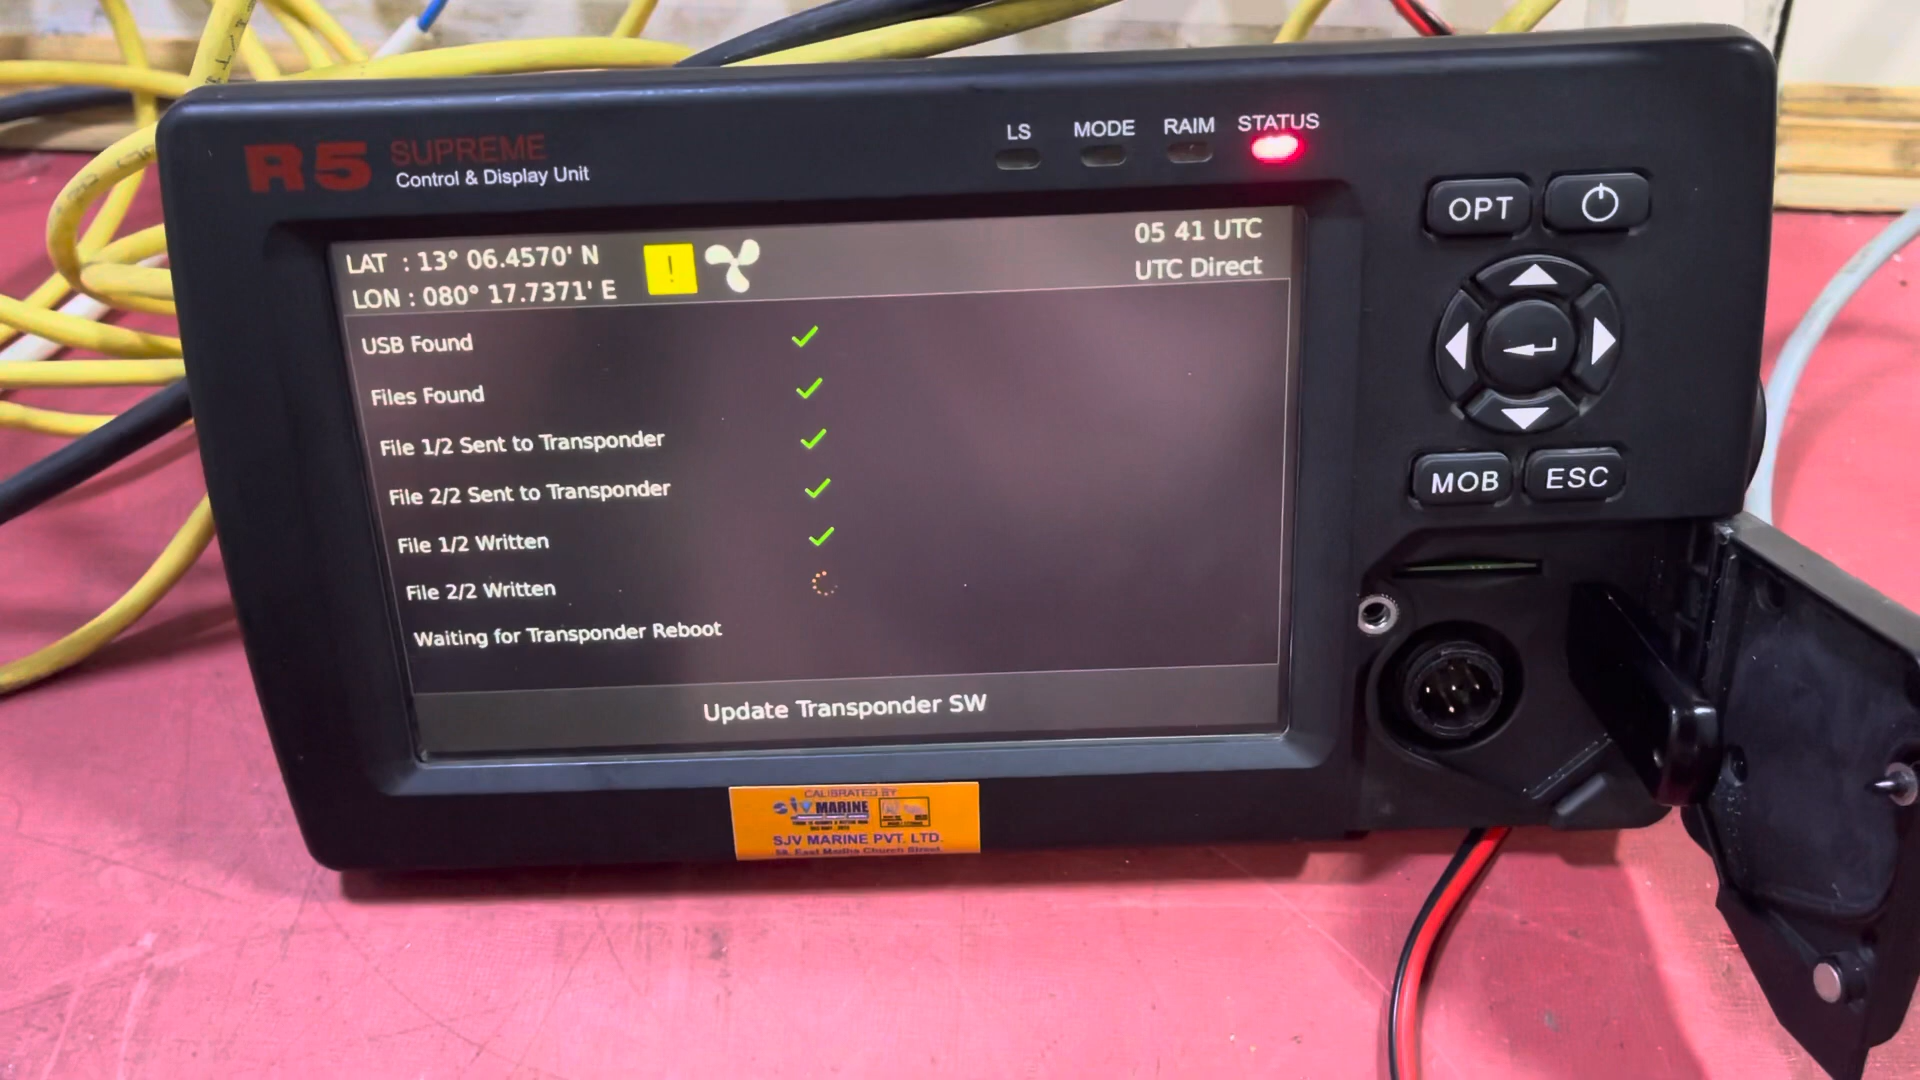 R5 SUPREME
Control & Display Unit
LS MODE RAIM STATUS
OPT
LAT : 13° 06.4570' N
LON : 080° 17.7371' E
!
05 41 UTC
UTC Direct
USB Found
Files Found
File 1/2 Sent to Transponder
File 2/2 Sent to Transponder
File 1/2 Written
File 2/2 Written
Waiting for Transponder Reboot
Update Transponder SW
MOB ESC
CALIBRATED BY
SJV MARINE
SJV MARINE PVT. LTD.